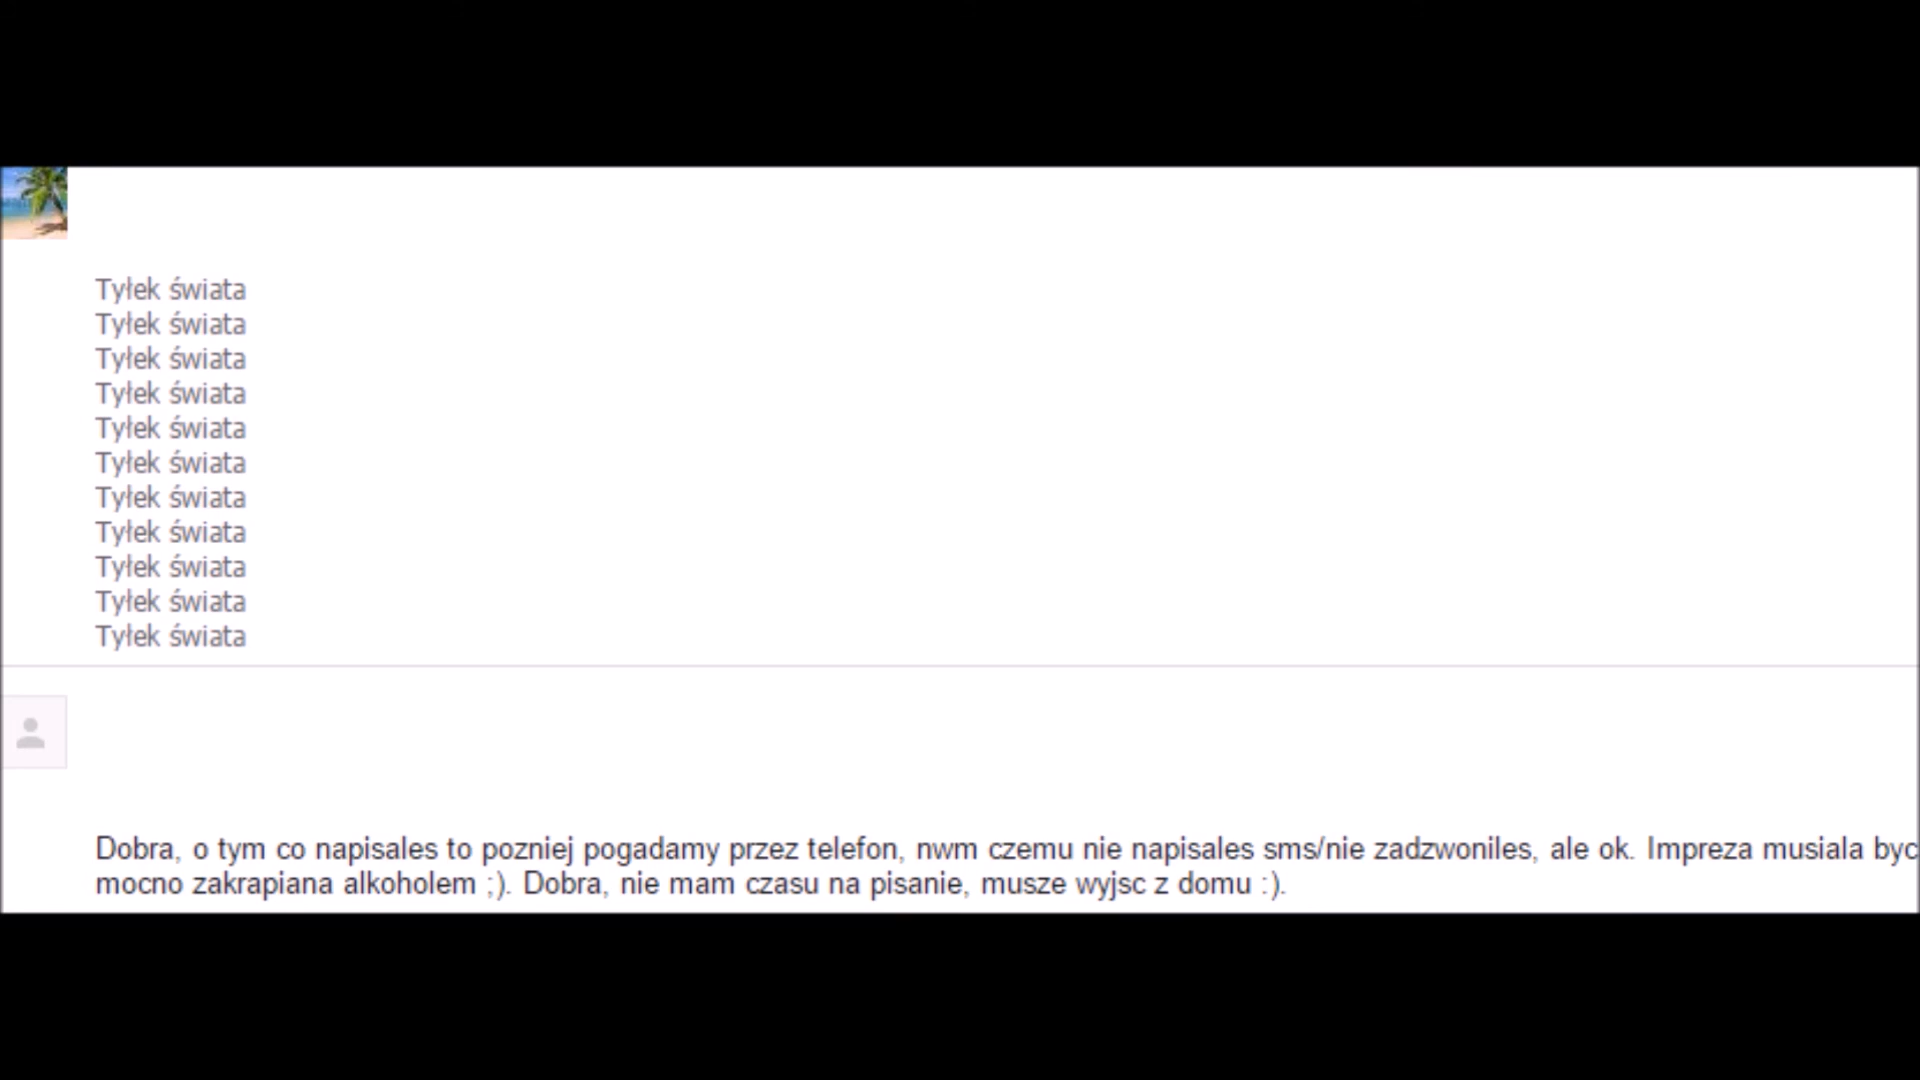 Tyłek świata
Tyłek świata
Tyłek świata
Tyłek świata
Tyłek świata
Tyłek świata
Tyłek świata
Tyłek świata
Tyłek świata
Tyłek świata
Tyłek świata
Dobra, o tym co napisales to pozniej pogadamy przez telefon, nwm czemu nie napisales sms/nie zadzwoniles, ale ok. Impreza musiala byc
mocno zakrapiana alkoholem ;). Dobra, nie mam czasu na pisanie, musze wyjsc z domu :).